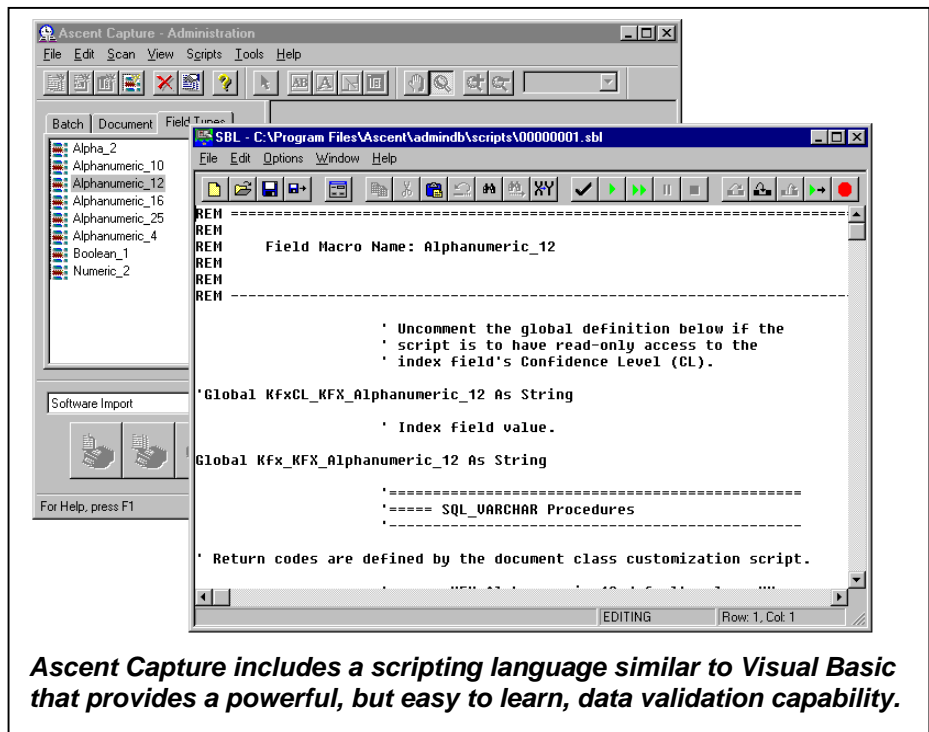 Ascent Capture - Administration
File Edit Scan View Scripts Tools Help
Batch Document Field Types
Alpha_2
Alphanumeric_10
Alphanumeric_12
Alphanumeric_16
Alphanumeric_25
Alphanumeric_4
Boolean_1
Numeric_2
Software Import
For Help, press F1
SBL - C:\Program Files\Ascent\admindb\scripts\00000001.sbl
File Edit Options Window Help
REM ======================================================================
REM
REM Field Macro Name: Alphanumeric_12
REM
REM
REM ----------------------------------------------------------------------
' Uncomment the global definition below if the
' script is to have read-only access to the
' index field's Confidence Level (CL).
'Global KfxCL_KFX_Alphanumeric_12 As String
' Index field value.
Global Kfx_KFX_Alphanumeric_12 As String
'===============================================
'===== SQL_VARCHAR Procedures
'-----------------------------------------------
' Return codes are defined by the document class customization script.
EDITING Row: 1, Col: 1
Ascent Capture includes a scripting language similar to Visual Basic
that provides a powerful, but easy to learn, data validation capability.